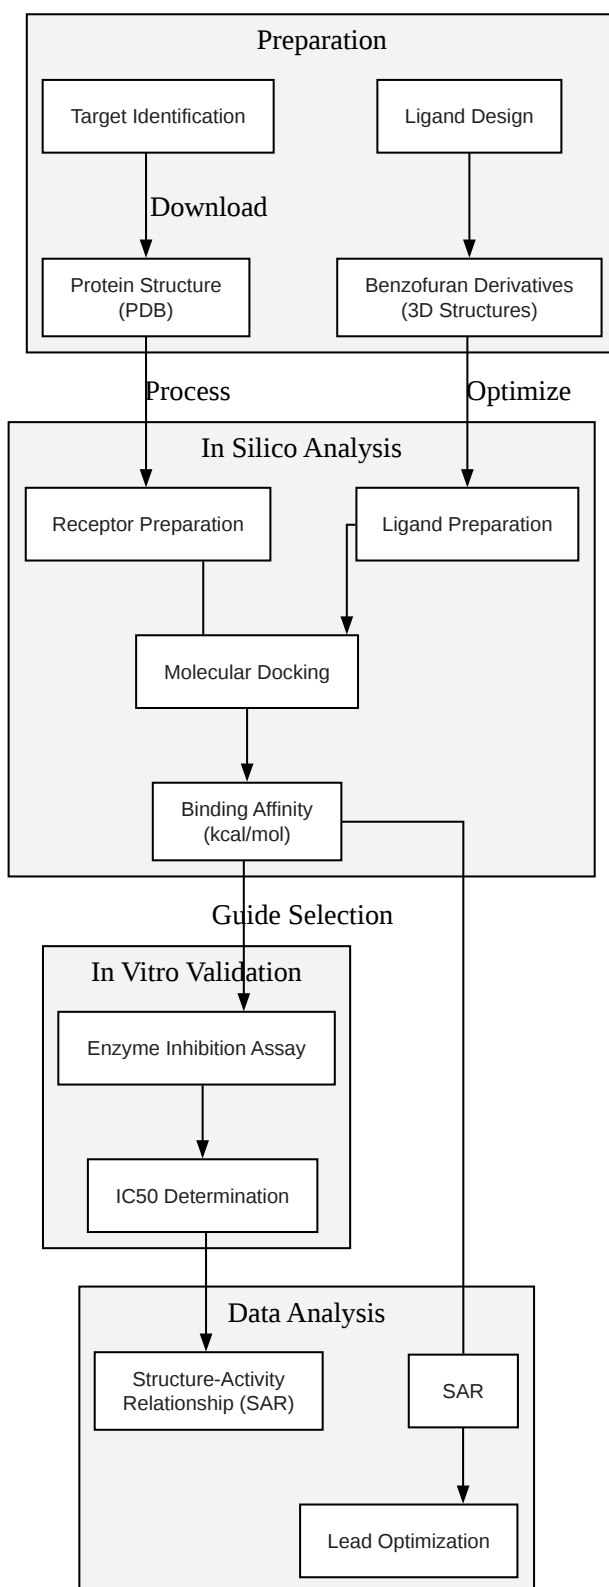 Preparation
Target Identification
Ligand Design
Download
Protein Structure
(PDB)
Benzofuran Derivatives
(3D Structures)
Process
Optimize
In Silico Analysis
Receptor Preparation
Ligand Preparation
Molecular Docking
Binding Affinity
(kcal/mol)
Guide Selection
In Vitro Validation
Enzyme Inhibition Assay
IC50 Determination
Data Analysis
Structure-Activity
Relationship (SAR)
SAR
Lead Optimization